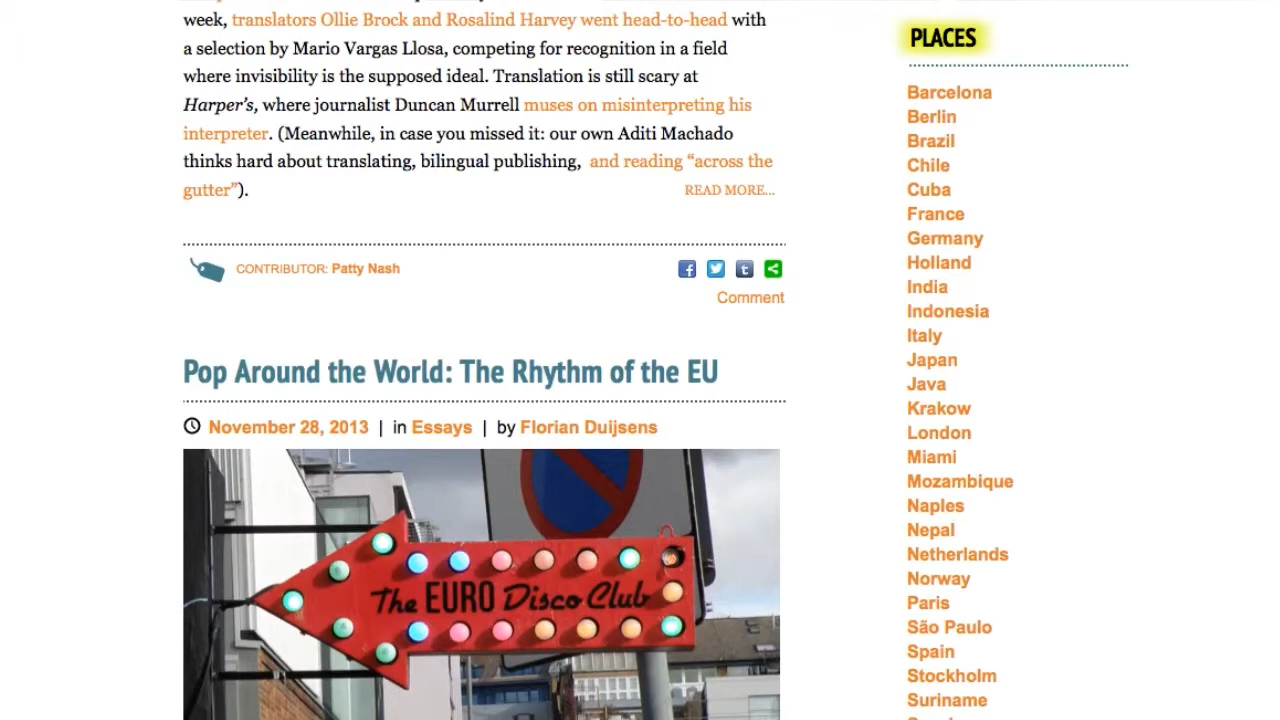 week, translators Ollie Brock and Rosalind Harvey went head-to-head with
a selection by Mario Vargas Llosa, competing for recognition in a field
where invisibility is the supposed ideal. Translation is still scary at
Harper’s, where journalist Duncan Murrell muses on misinterpreting his
interpreter. (Meanwhile, in case you missed it: our own Aditi Machado
thinks hard about translating, bilingual publishing, and reading “across the
gutter”).
READ MORE...
CONTRIBUTOR: Patty Nash
Comment
Pop Around the World: The Rhythm of the EU
November 28, 2013 | in Essays | by Florian Duijsens
The EURO Disco Club
PLACES
Barcelona
Berlin
Brazil
Chile
Cuba
France
Germany
Holland
India
Indonesia
Italy
Japan
Java
Krakow
London
Miami
Mozambique
Naples
Nepal
Netherlands
Norway
Paris
São Paulo
Spain
Stockholm
Suriname